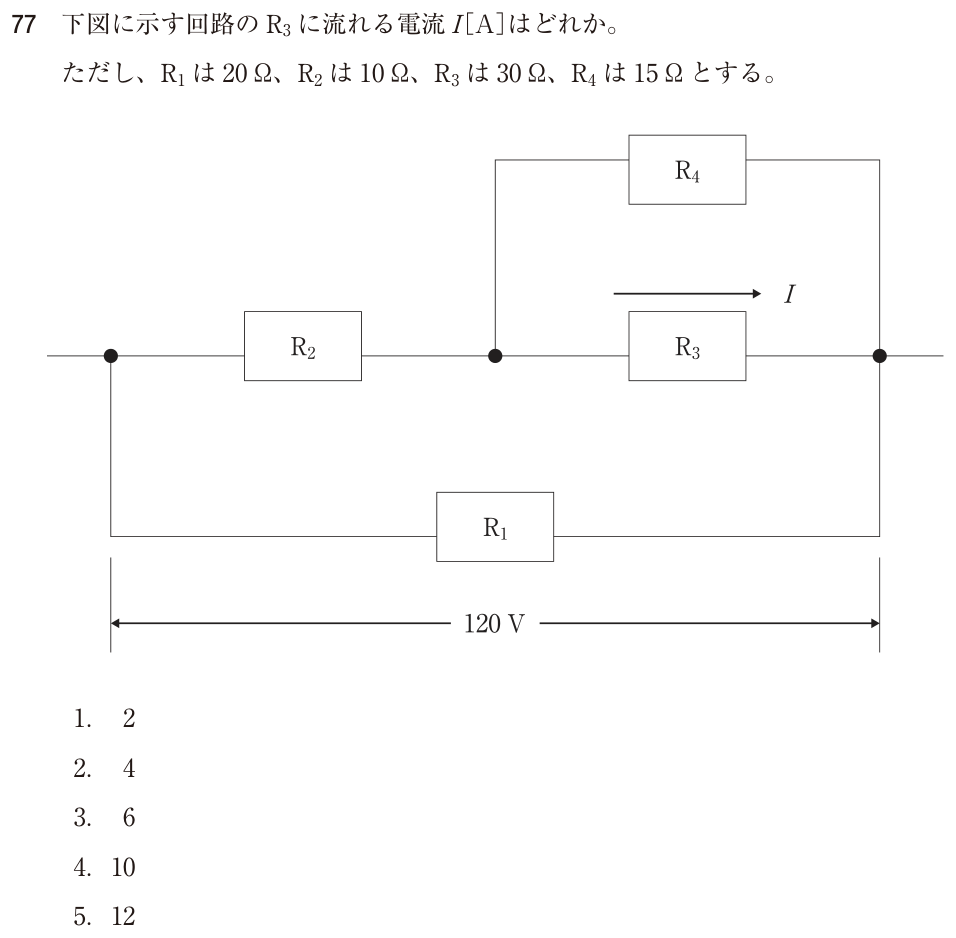 77 下図に示す回路の R₃ に流れる電流 I[A]はどれか。
ただし、R₁ は 20 Ω、R₂ は 10 Ω、R₃ は 30 Ω、R₄ は 15 Ω とする。
R₄
I
R₂
R₃
R₁
120 V
1. 2
2. 4
3. 6
4. 10
5. 12